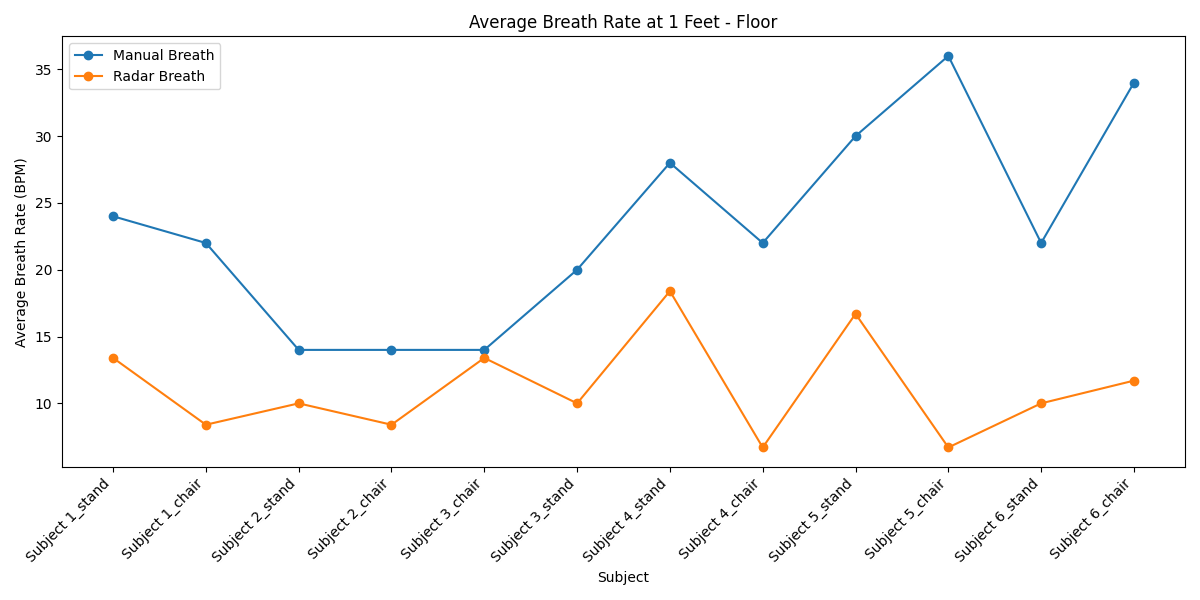 Average Breath Rate at 1 Feet - Floor
Manual Breath
Radar Breath
Average Breath Rate (BPM)
35
30
25
20
15
10
Subject 1_stand
Subject 1_chair
Subject 2_stand
Subject 2_chair
Subject 3_chair
Subject 3_stand
Subject 4_stand
Subject 4_chair
Subject 5_stand
Subject 5_chair
Subject 6_stand
Subject 6_chair
Subject